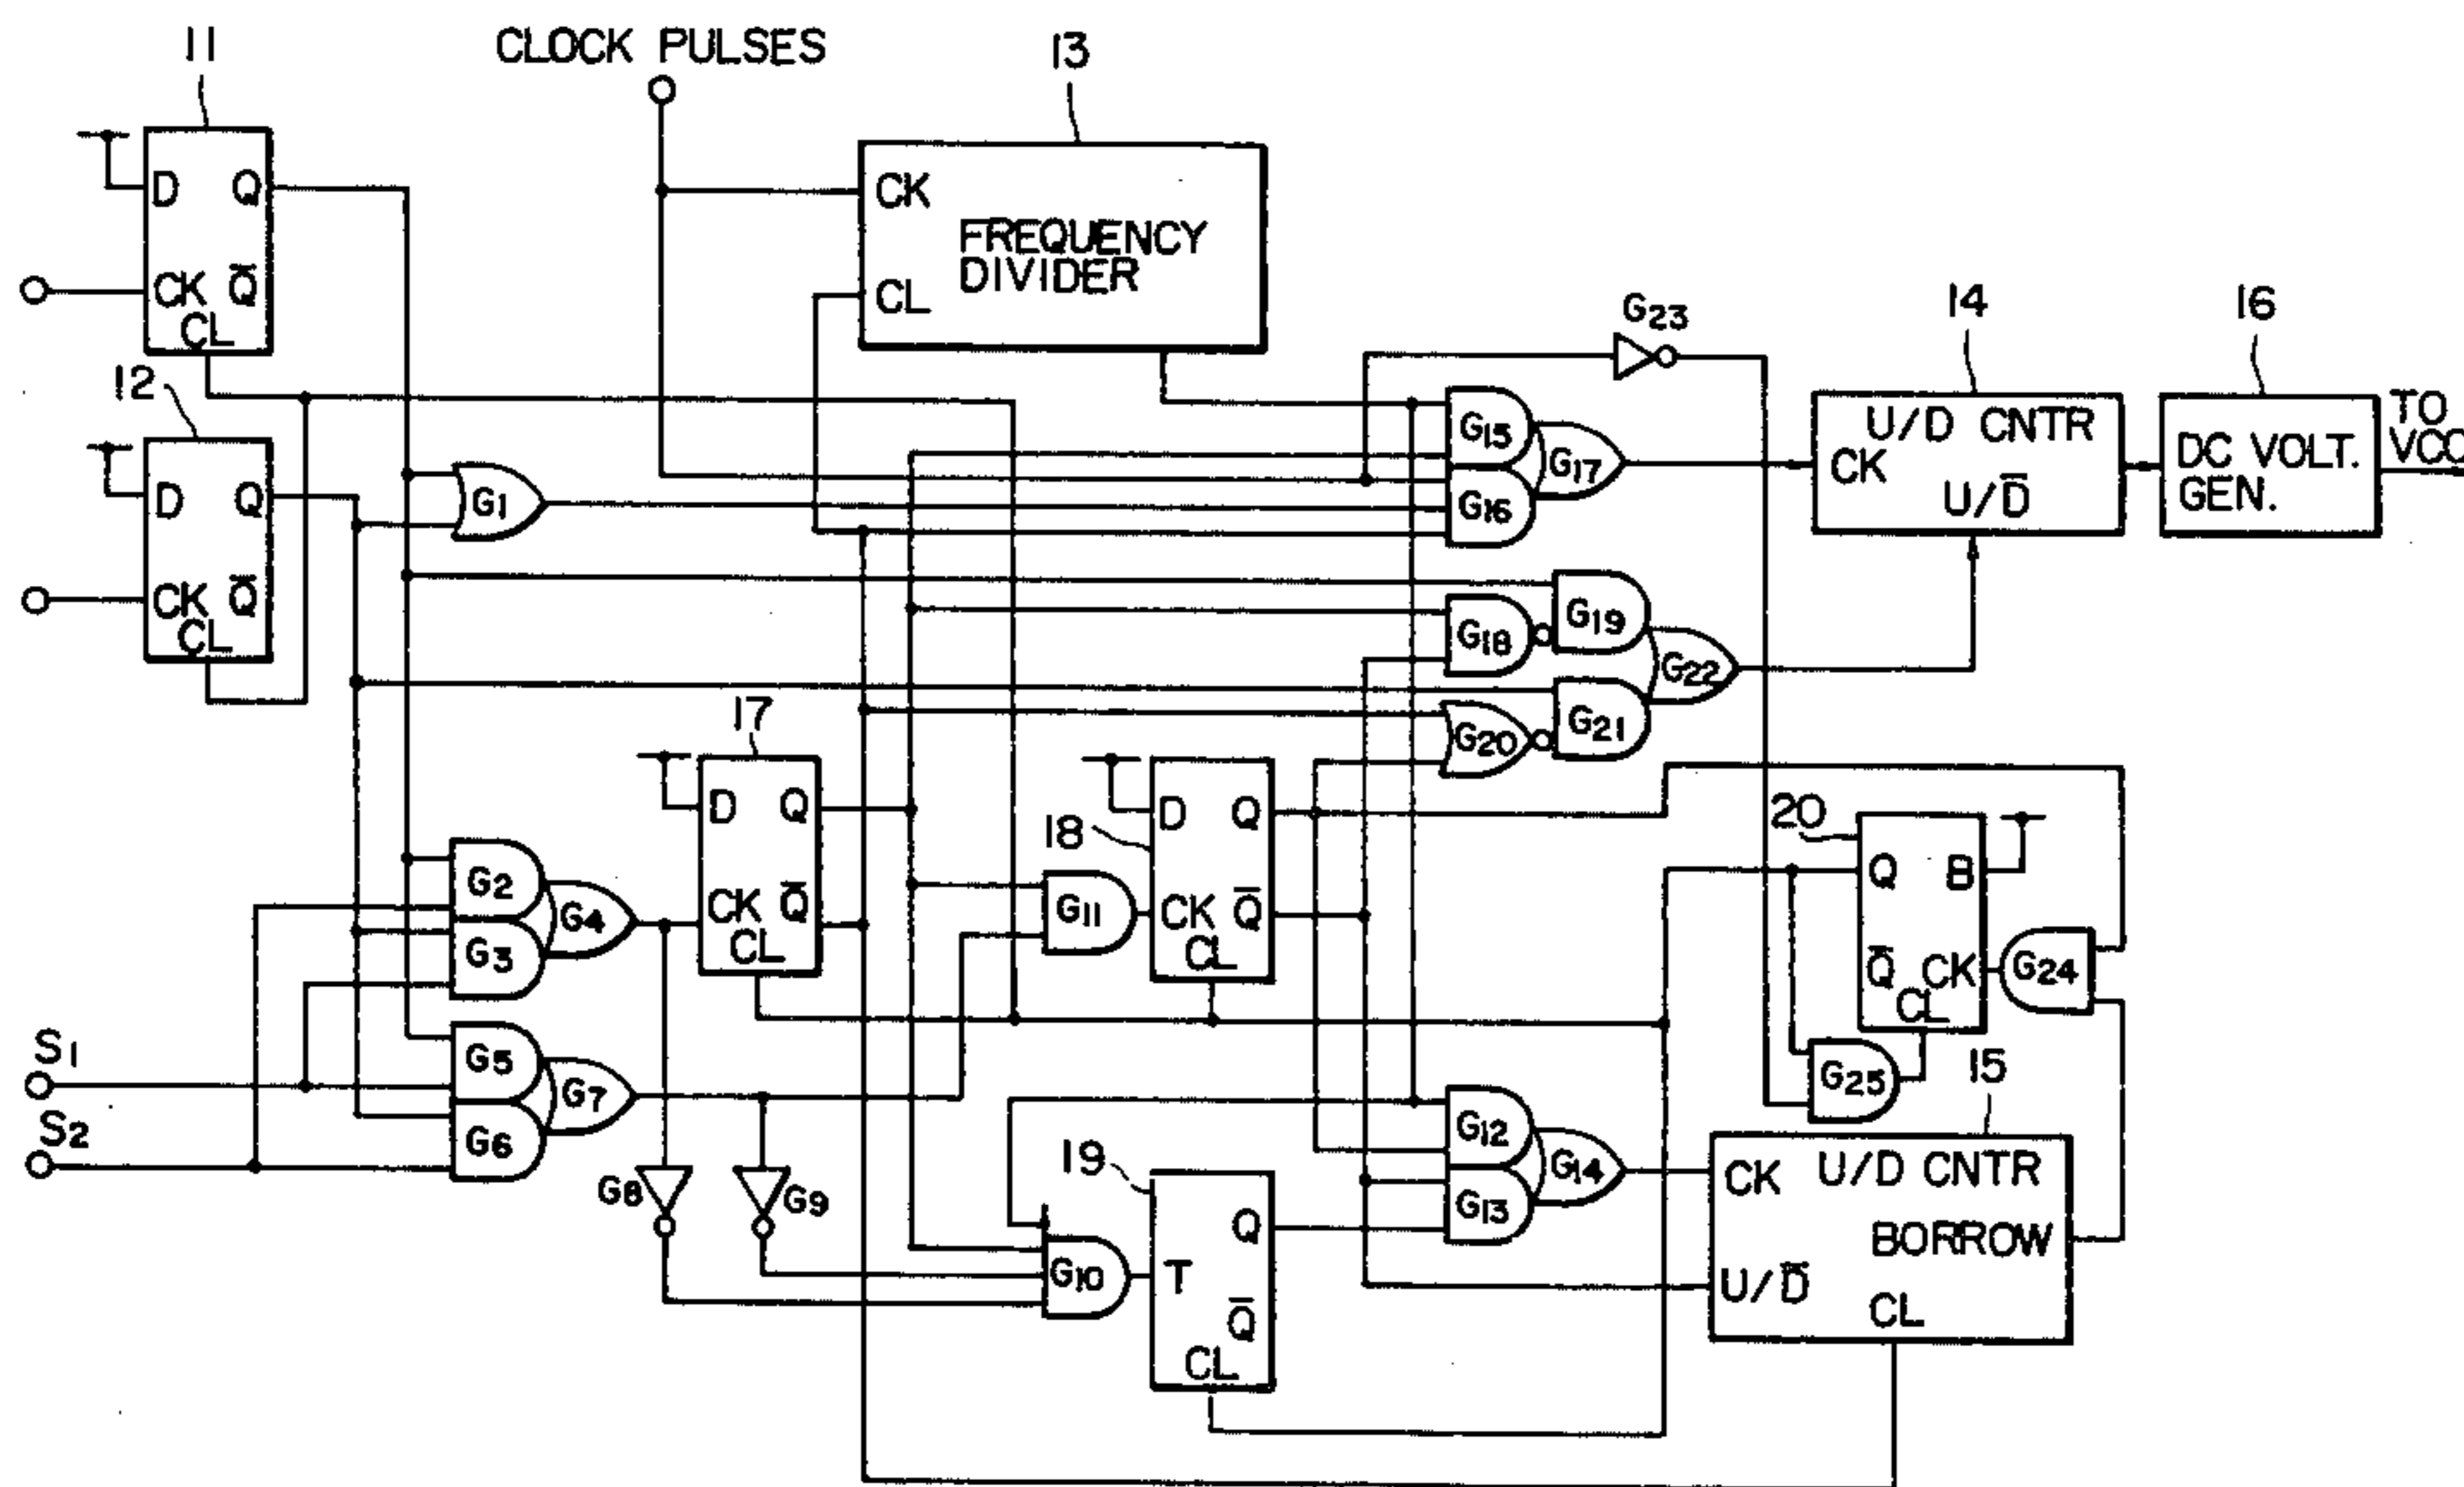 11
CLOCK PULSES
13
D Q
CK Q̅
CL
CK
FREQUENCY
DIVIDER
CL
12
D Q
CK Q̅
CL
G1
G23
14
16
G15
G16
G17
U/D CNTR
CK
U/D̅
DC VOLT.
GEN.
TO
VCO
G18
G19
G20
G21
G22
17
D Q
CK Q̅
CL
18
D Q
CK Q̅
CL
G11
20
Q B
Q̅ CK
CL
G24
G25
G2
G3
G4
G5
G6
G7
S1
S2
G8
G9
G10
19
Q
T
Q̅
CL
G12
G13
G14
15
CK U/D CNTR
BORROW
U/D̅
CL